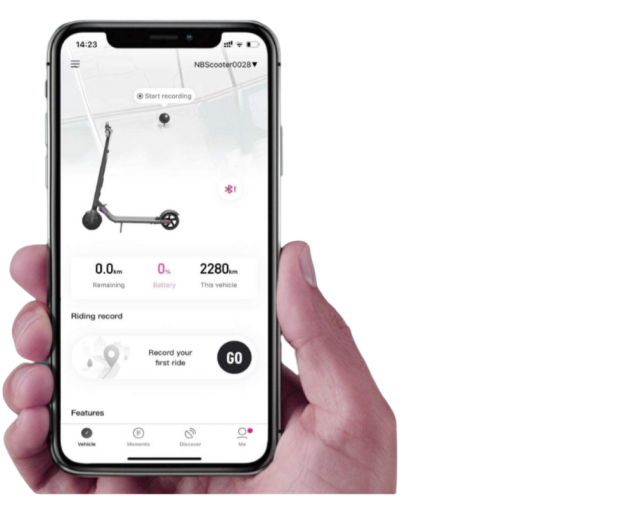 14:23
NBScooter0028▼
Start recording
0.0km
0%
2280km
Remaining
Battery
This vehicle
Riding record
Record your
first ride
GO
Features
Vehicle
Moments
Discover
Me